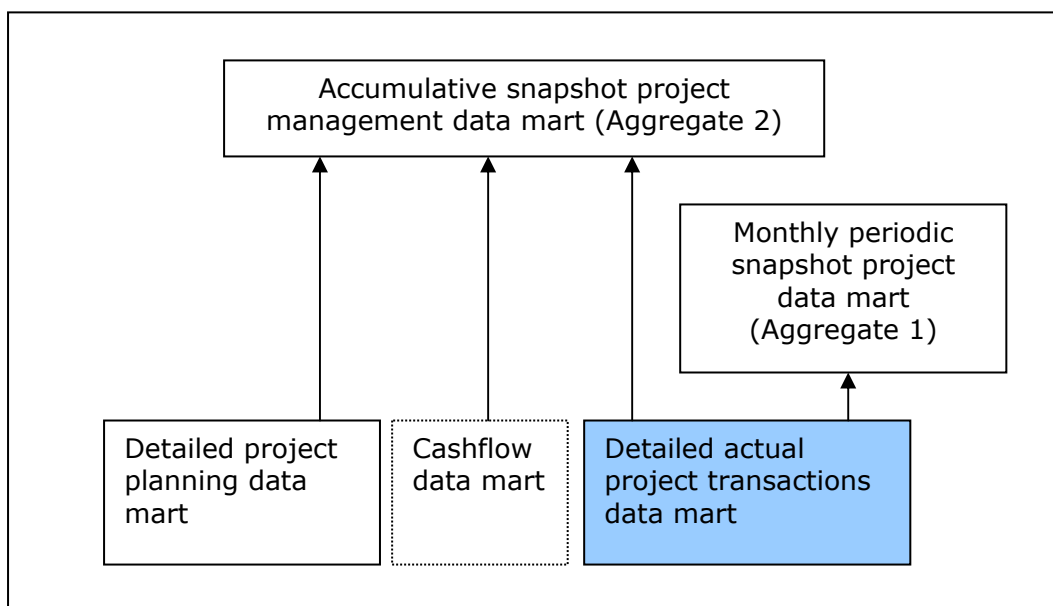 Accumulative snapshot project
management data mart (Aggregate 2)
Monthly periodic
snapshot project
data mart
(Aggregate 1)
Detailed project
planning data
mart
Cashflow
data mart
Detailed actual
project transactions
data mart